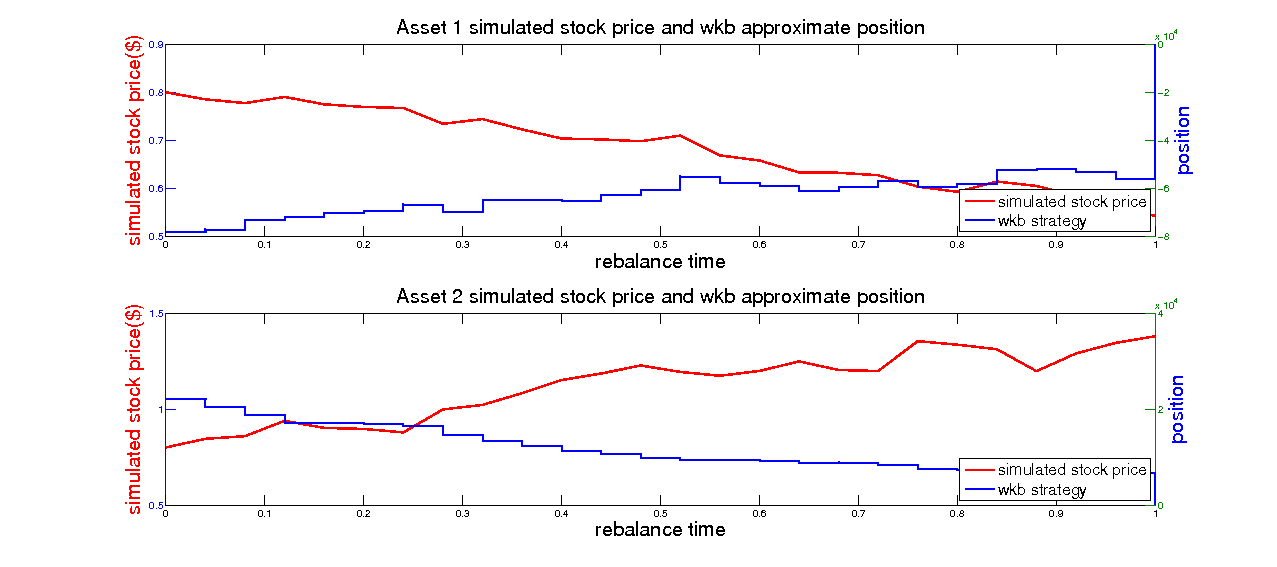 Asset 1 simulated stock price and wkb approximate position
x 10^4
0.9
0.8
0.7
0.6
0.5
0
−2
−4
−6
−8
simulated stock price($)
position
simulated stock price
wkb strategy
0 0.1 0.2 0.3 0.4 0.5 0.6 0.7 0.8 0.9 1
rebalance time
Asset 2 simulated stock price and wkb approximate position
x 10^4
1.5
1
0.5
4
2
0
simulated stock price($)
position
simulated stock price
wkb strategy
0 0.1 0.2 0.3 0.4 0.5 0.6 0.7 0.8 0.9 1
rebalance time